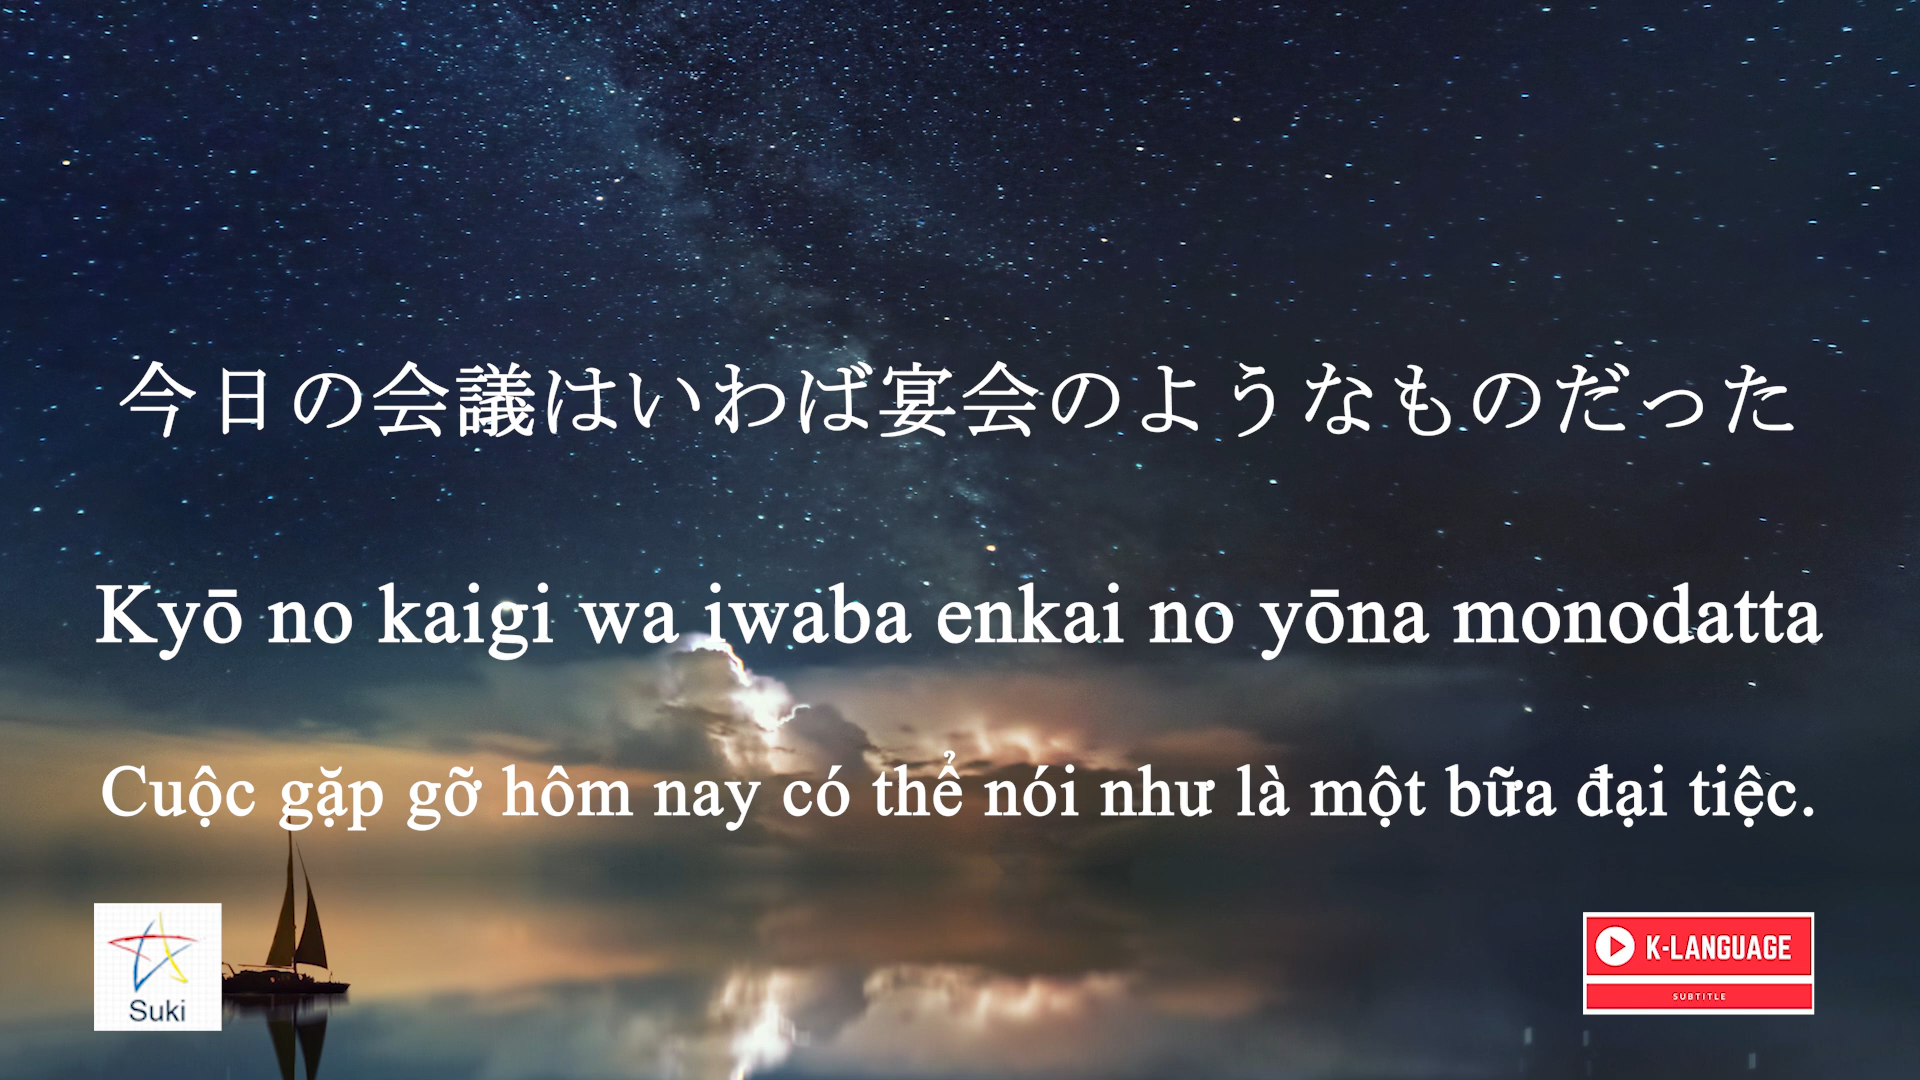 今日の会議はいわば宴会のようなものだった
Kyō no kaigi wa iwaba enkai no yōna monodatta
Cuộc gặp gỡ hôm nay có thể nói như là một bữa đại tiệc.
Suki
K-LANGUAGE
SUBTITLE